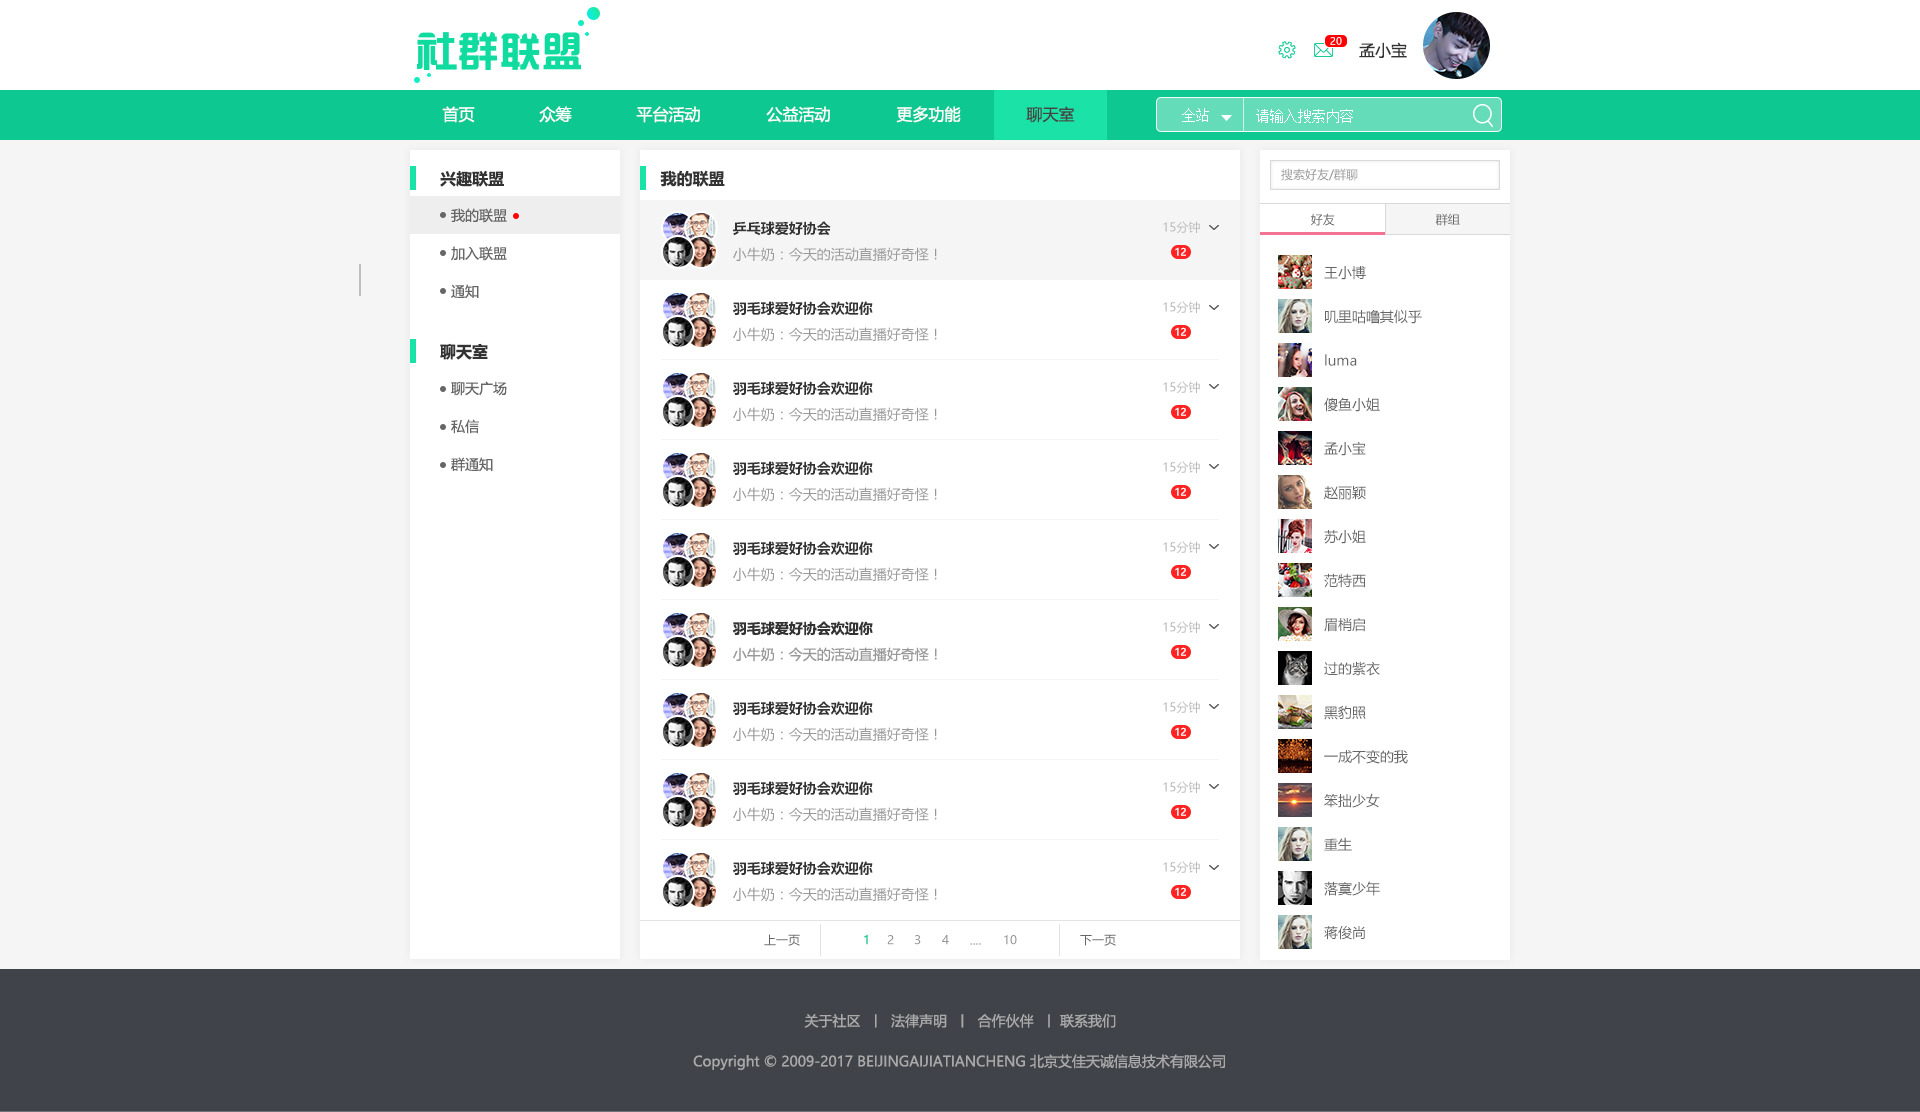 社群联盟
20
孟小宝
首页 众筹 平台活动 公益活动 更多功能 聊天室 全站 请输入搜索内容
兴趣联盟
我的联盟
加入联盟
通知
聊天室
聊天广场
私信
群通知
我的联盟
乒乓球爱好协会 15分钟
小牛奶：今天的活动直播好奇怪！ 12
羽毛球爱好协会欢迎你 15分钟
小牛奶：今天的活动直播好奇怪！ 12
羽毛球爱好协会欢迎你 15分钟
小牛奶：今天的活动直播好奇怪！ 12
羽毛球爱好协会欢迎你 15分钟
小牛奶：今天的活动直播好奇怪！ 12
羽毛球爱好协会欢迎你 15分钟
小牛奶：今天的活动直播好奇怪！ 12
羽毛球爱好协会欢迎你 15分钟
小牛奶：今天的活动直播好奇怪！ 12
羽毛球爱好协会欢迎你 15分钟
小牛奶：今天的活动直播好奇怪！ 12
羽毛球爱好协会欢迎你 15分钟
小牛奶：今天的活动直播好奇怪！ 12
羽毛球爱好协会欢迎你 15分钟
小牛奶：今天的活动直播好奇怪！ 12
上一页 1 2 3 4 .... 10 下一页
搜索好友/群聊
好友 群组
王小博
叽里咕噜其似乎
luma
傻鱼小姐
孟小宝
赵丽颖
苏小姐
范特西
眉梢启
过的紫衣
黑豹照
一成不变的我
笨拙少女
重生
落寞少年
蒋俊尚
关于社区 | 法律声明 | 合作伙伴 | 联系我们
Copyright © 2009-2017 BEIJINGAIJIATIANCHENG 北京艾佳天诚信息技术有限公司